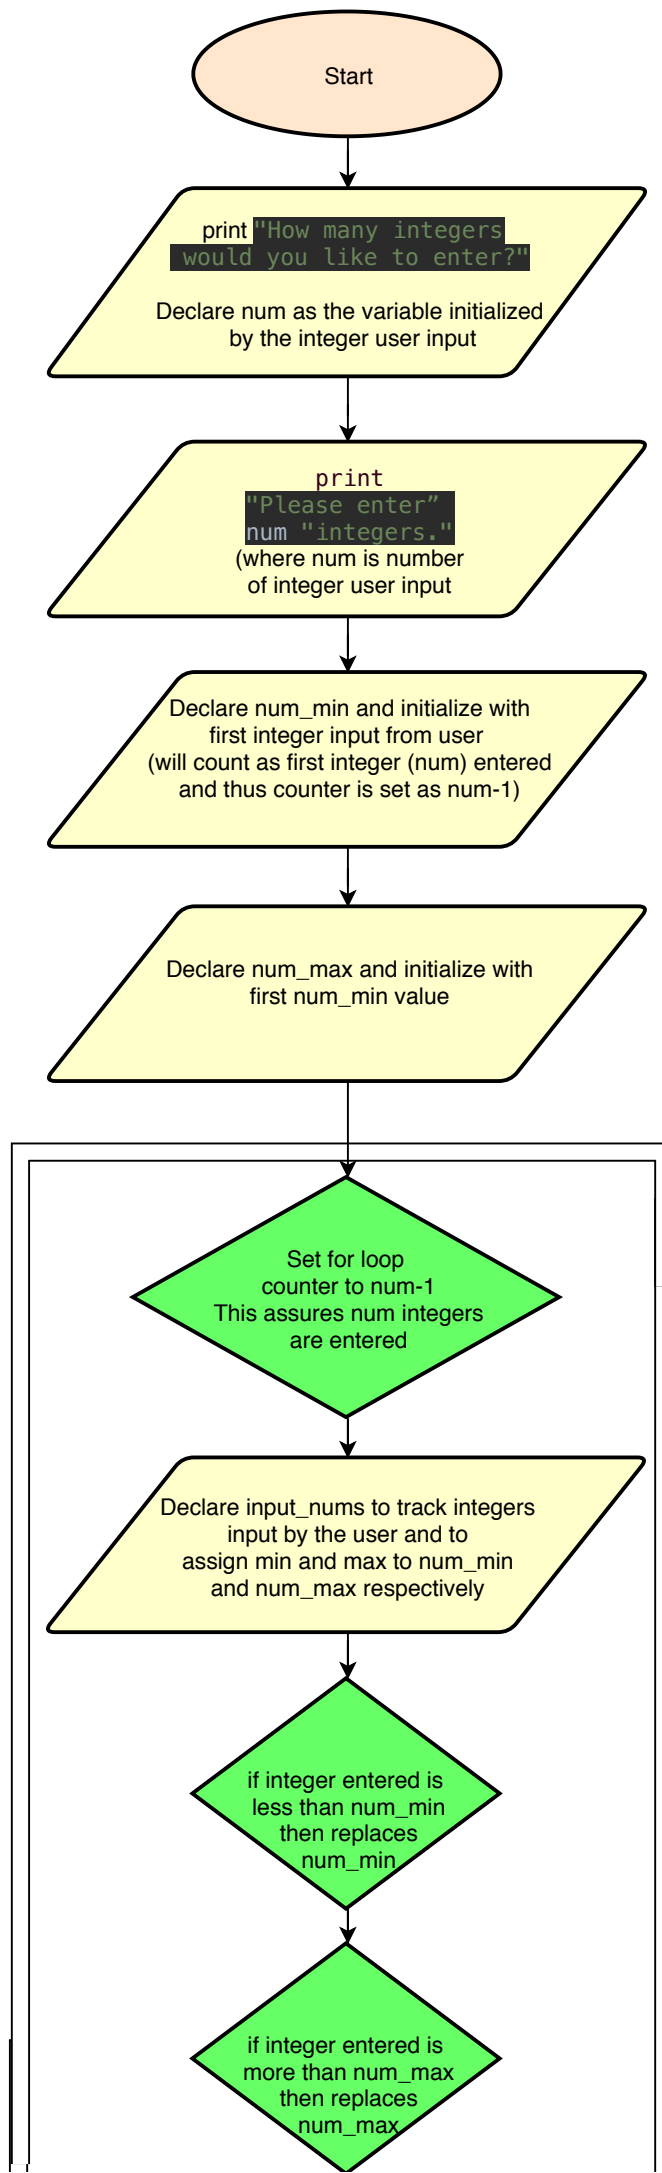 Start
print "How many integers
would you like to enter?"
Declare num as the variable initialized
by the integer user input
print
"Please enter”
num "integers."
(where num is number
of integer user input
Declare num_min and initialize with
first integer input from user
(will count as first integer (num) entered
and thus counter is set as num-1)
Declare num_max and initialize with
first num_min value
Set for loop
counter to num-1
This assures num integers
are entered
Declare input_nums to track integers
input by the user and to
assign min and max to num_min
and num_max respectively
if integer entered is
less than num_min
then replaces
num_min
if integer entered is
more than num_max
then replaces
num_max